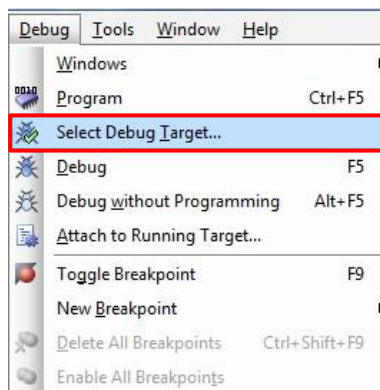 Debug Tools Window Help
Windows
0010
Program Ctrl+F5
Select Debug Target...
Debug F5
Debug without Programming Alt+F5
Attach to Running Target...
Toggle Breakpoint F9
New Breakpoint
Delete All Breakpoints Ctrl+Shift+F9
Enable All Breakpoints